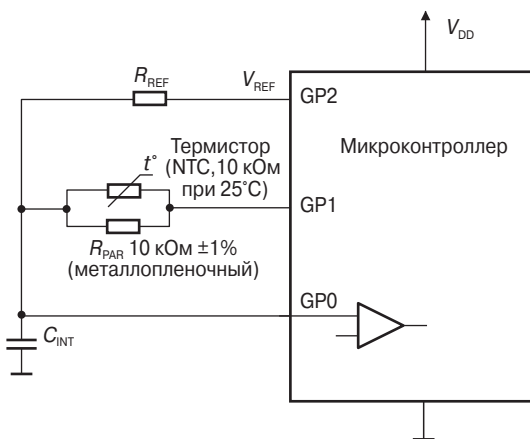 V_DD
R_REF
V_REF
GP2
Микроконтроллер
Термистор
(NTC, 10 кОм
при 25°C)
t°
GP1
R_PAR 10 кОм ±1%
(металлопленочный)
GP0
C_INT